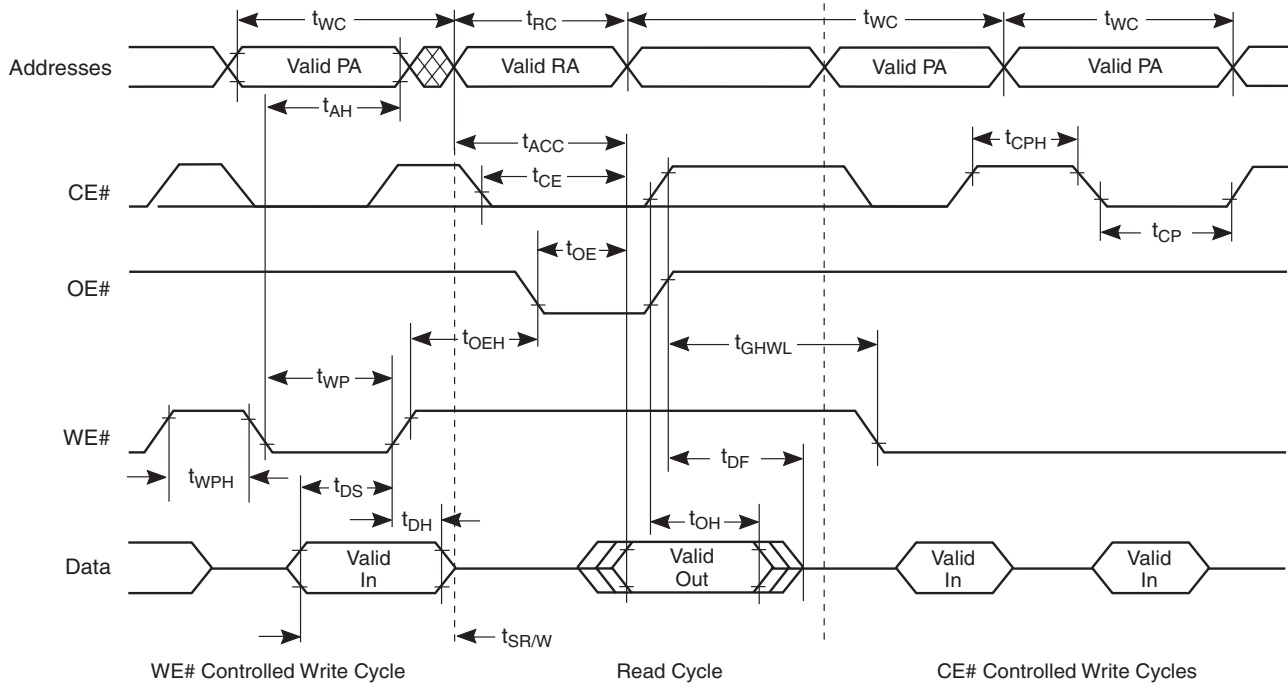 tWC tRC tWC tWC
Addresses Valid PA Valid RA Valid PA Valid PA
tAH
tACC
tCPH
tCE
CE#
tCP
tOE
OE#
tOEH
tGHWL
tWP
WE#
tDF
tWPH
tDS
tDH
tOH
Data
Valid In
Valid Out
Valid In
Valid In
tSR/W
WE# Controlled Write Cycle Read Cycle CE# Controlled Write Cycles